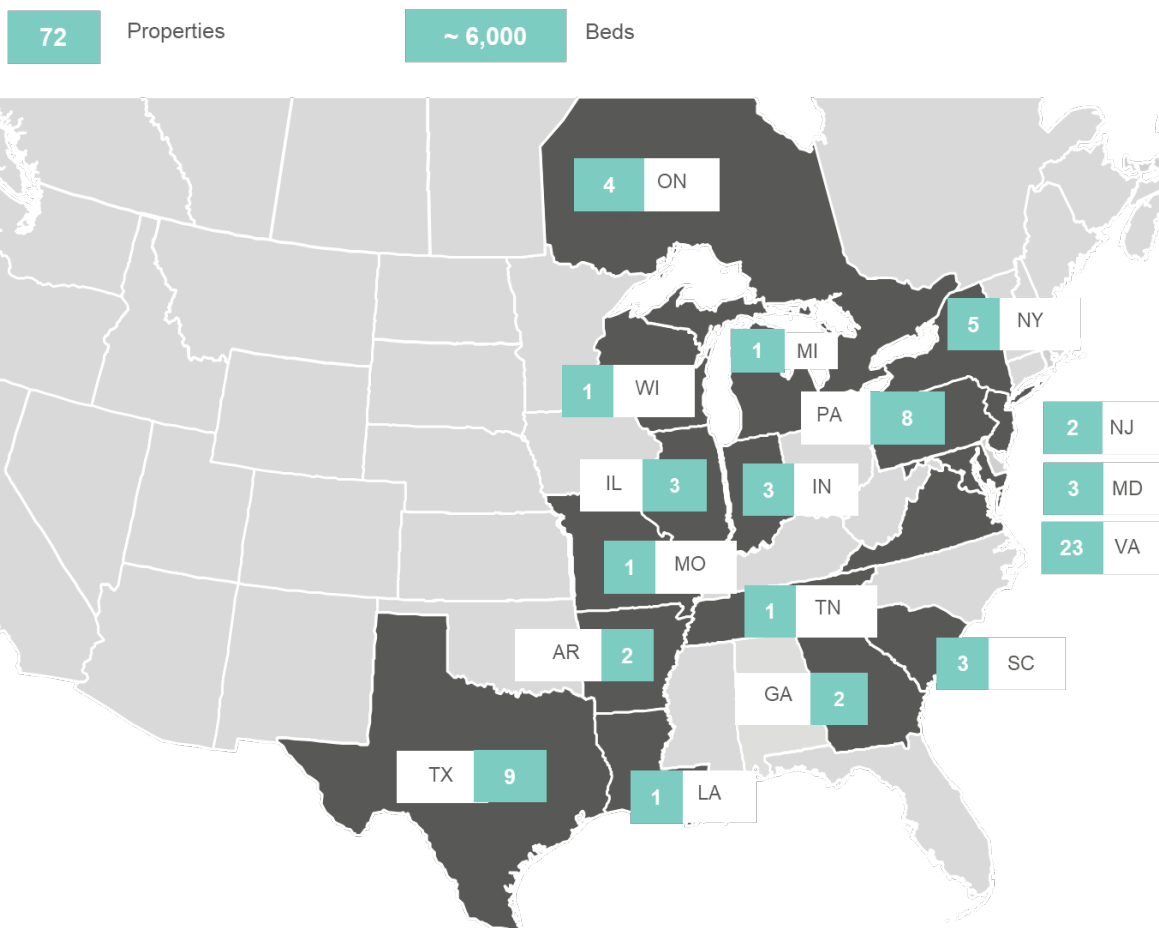 72 Properties ~ 6,000 Beds
4 ON
5 NY
1 MI
1 WI
PA 8
2 NJ
IL 3
3 IN
3 MD
23 VA
1 MO
1 TN
AR 2
3 SC
GA 2
TX 9
1 LA